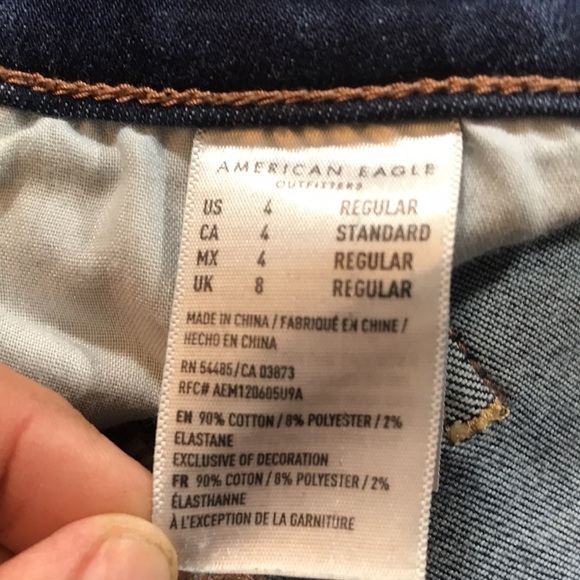 AMERICAN EAGLE
OUTFITTERS
US 4 REGULAR
CA 4 STANDARD
MX 4 REGULAR
UK 8 REGULAR
MADE IN CHINA / FABRIQUÉ EN CHINE /
HECHO EN CHINA
RN 54485/CA 03873
RFC# AEM120605U9A
EN 90% COTTON / 8% POLYESTER / 2%
ELASTANE
EXCLUSIVE OF DECORATION
FR 90% COTON / 8% POLYESTER / 2%
ÉLASTHANNE
À L'EXCEPTION DE LA GARNITURE